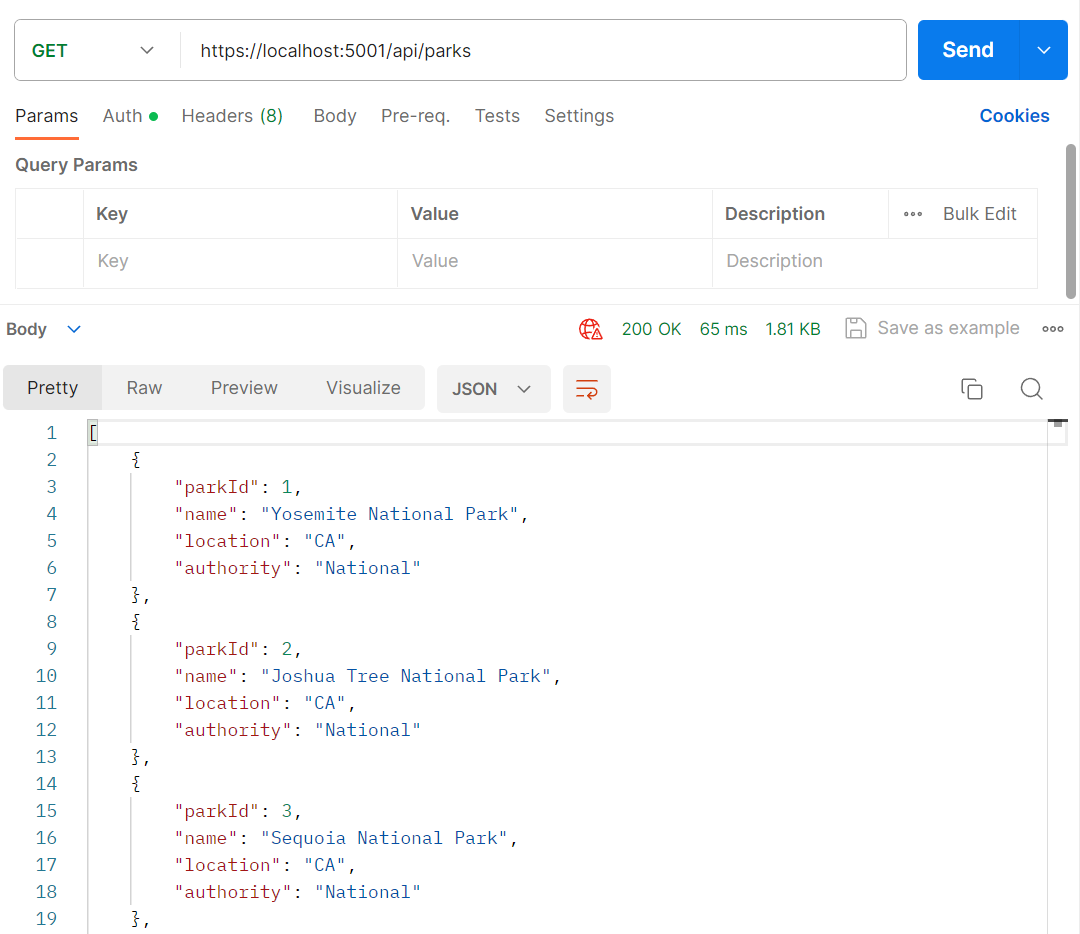 GET https://localhost:5001/api/parks Send
Params Auth Headers (8) Body Pre-req. Tests Settings Cookies
Query Params
Key Value Description Bulk Edit
Key Value Description
Body 200 OK 65 ms 1.81 KB Save as example
Pretty Raw Preview Visualize JSON
1 [
2 {
3 "parkId": 1,
4 "name": "Yosemite National Park",
5 "location": "CA",
6 "authority": "National"
7 },
8 {
9 "parkId": 2,
10 "name": "Joshua Tree National Park",
11 "location": "CA",
12 "authority": "National"
13 },
14 {
15 "parkId": 3,
16 "name": "Sequoia National Park",
17 "location": "CA",
18 "authority": "National"
19 },